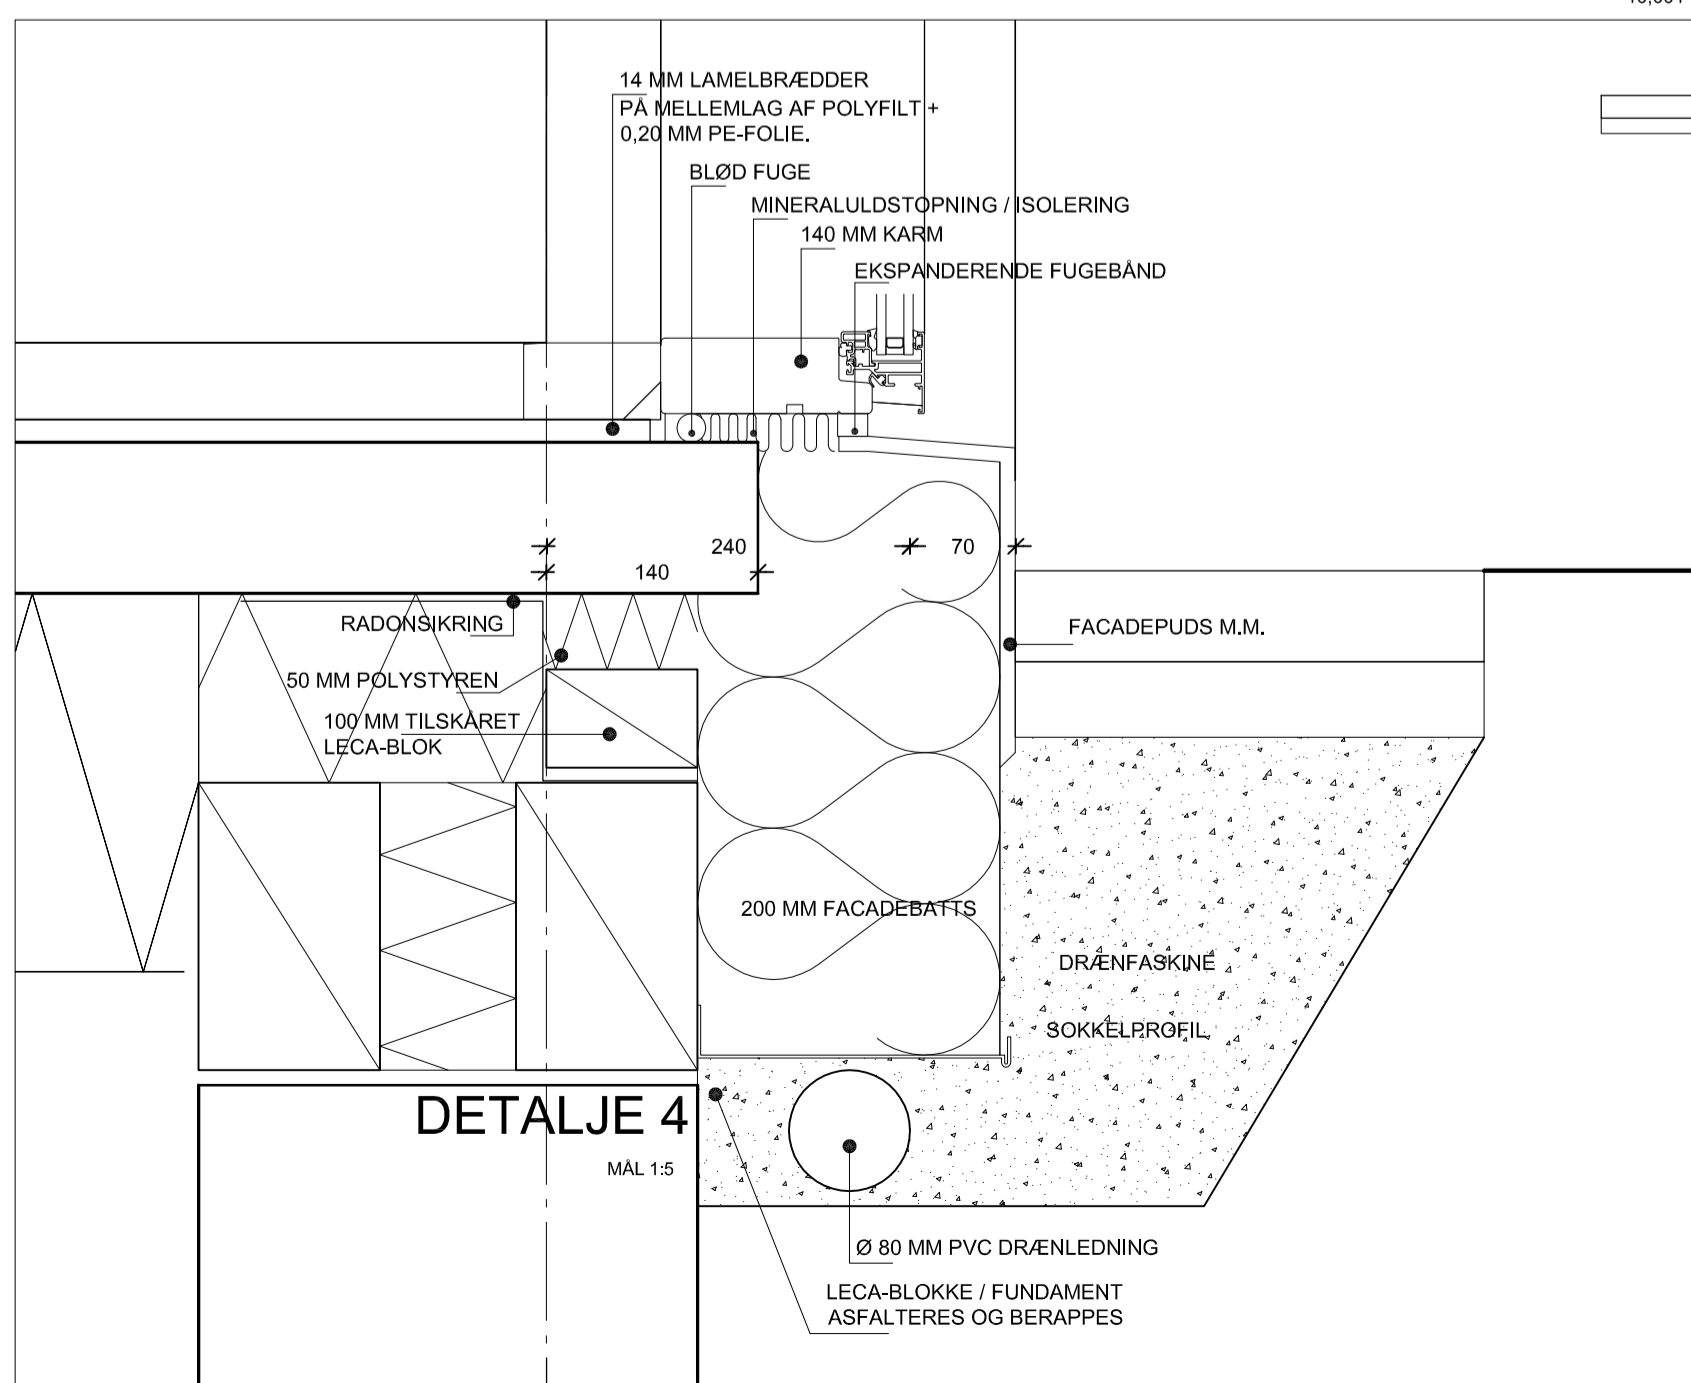 14 MM LAMELBRÆDDER
PÅ MELLEMLAG AF POLYFILT +
0,20 MM PE-FOLIE.
BLØD FUGE
MINERALULDSTOPNING / ISOLERING
140 MM KARM
EKSPANDERENDE FUGEBÅND
240
70
140
RADONSIKRING
FACADEPUDS M.M.
50 MM POLYSTYREN
100 MM TILSKÅRET
LECA-BLOK
200 MM FACADEBATTS
DRÆNFASKINE
SOKKELPROFIL
DETALJE 4
MÅL 1:5
Ø 80 MM PVC DRÆNLEDNING
LECA-BLOKKE / FUNDAMENT
ASFALTERES OG BERAPPES